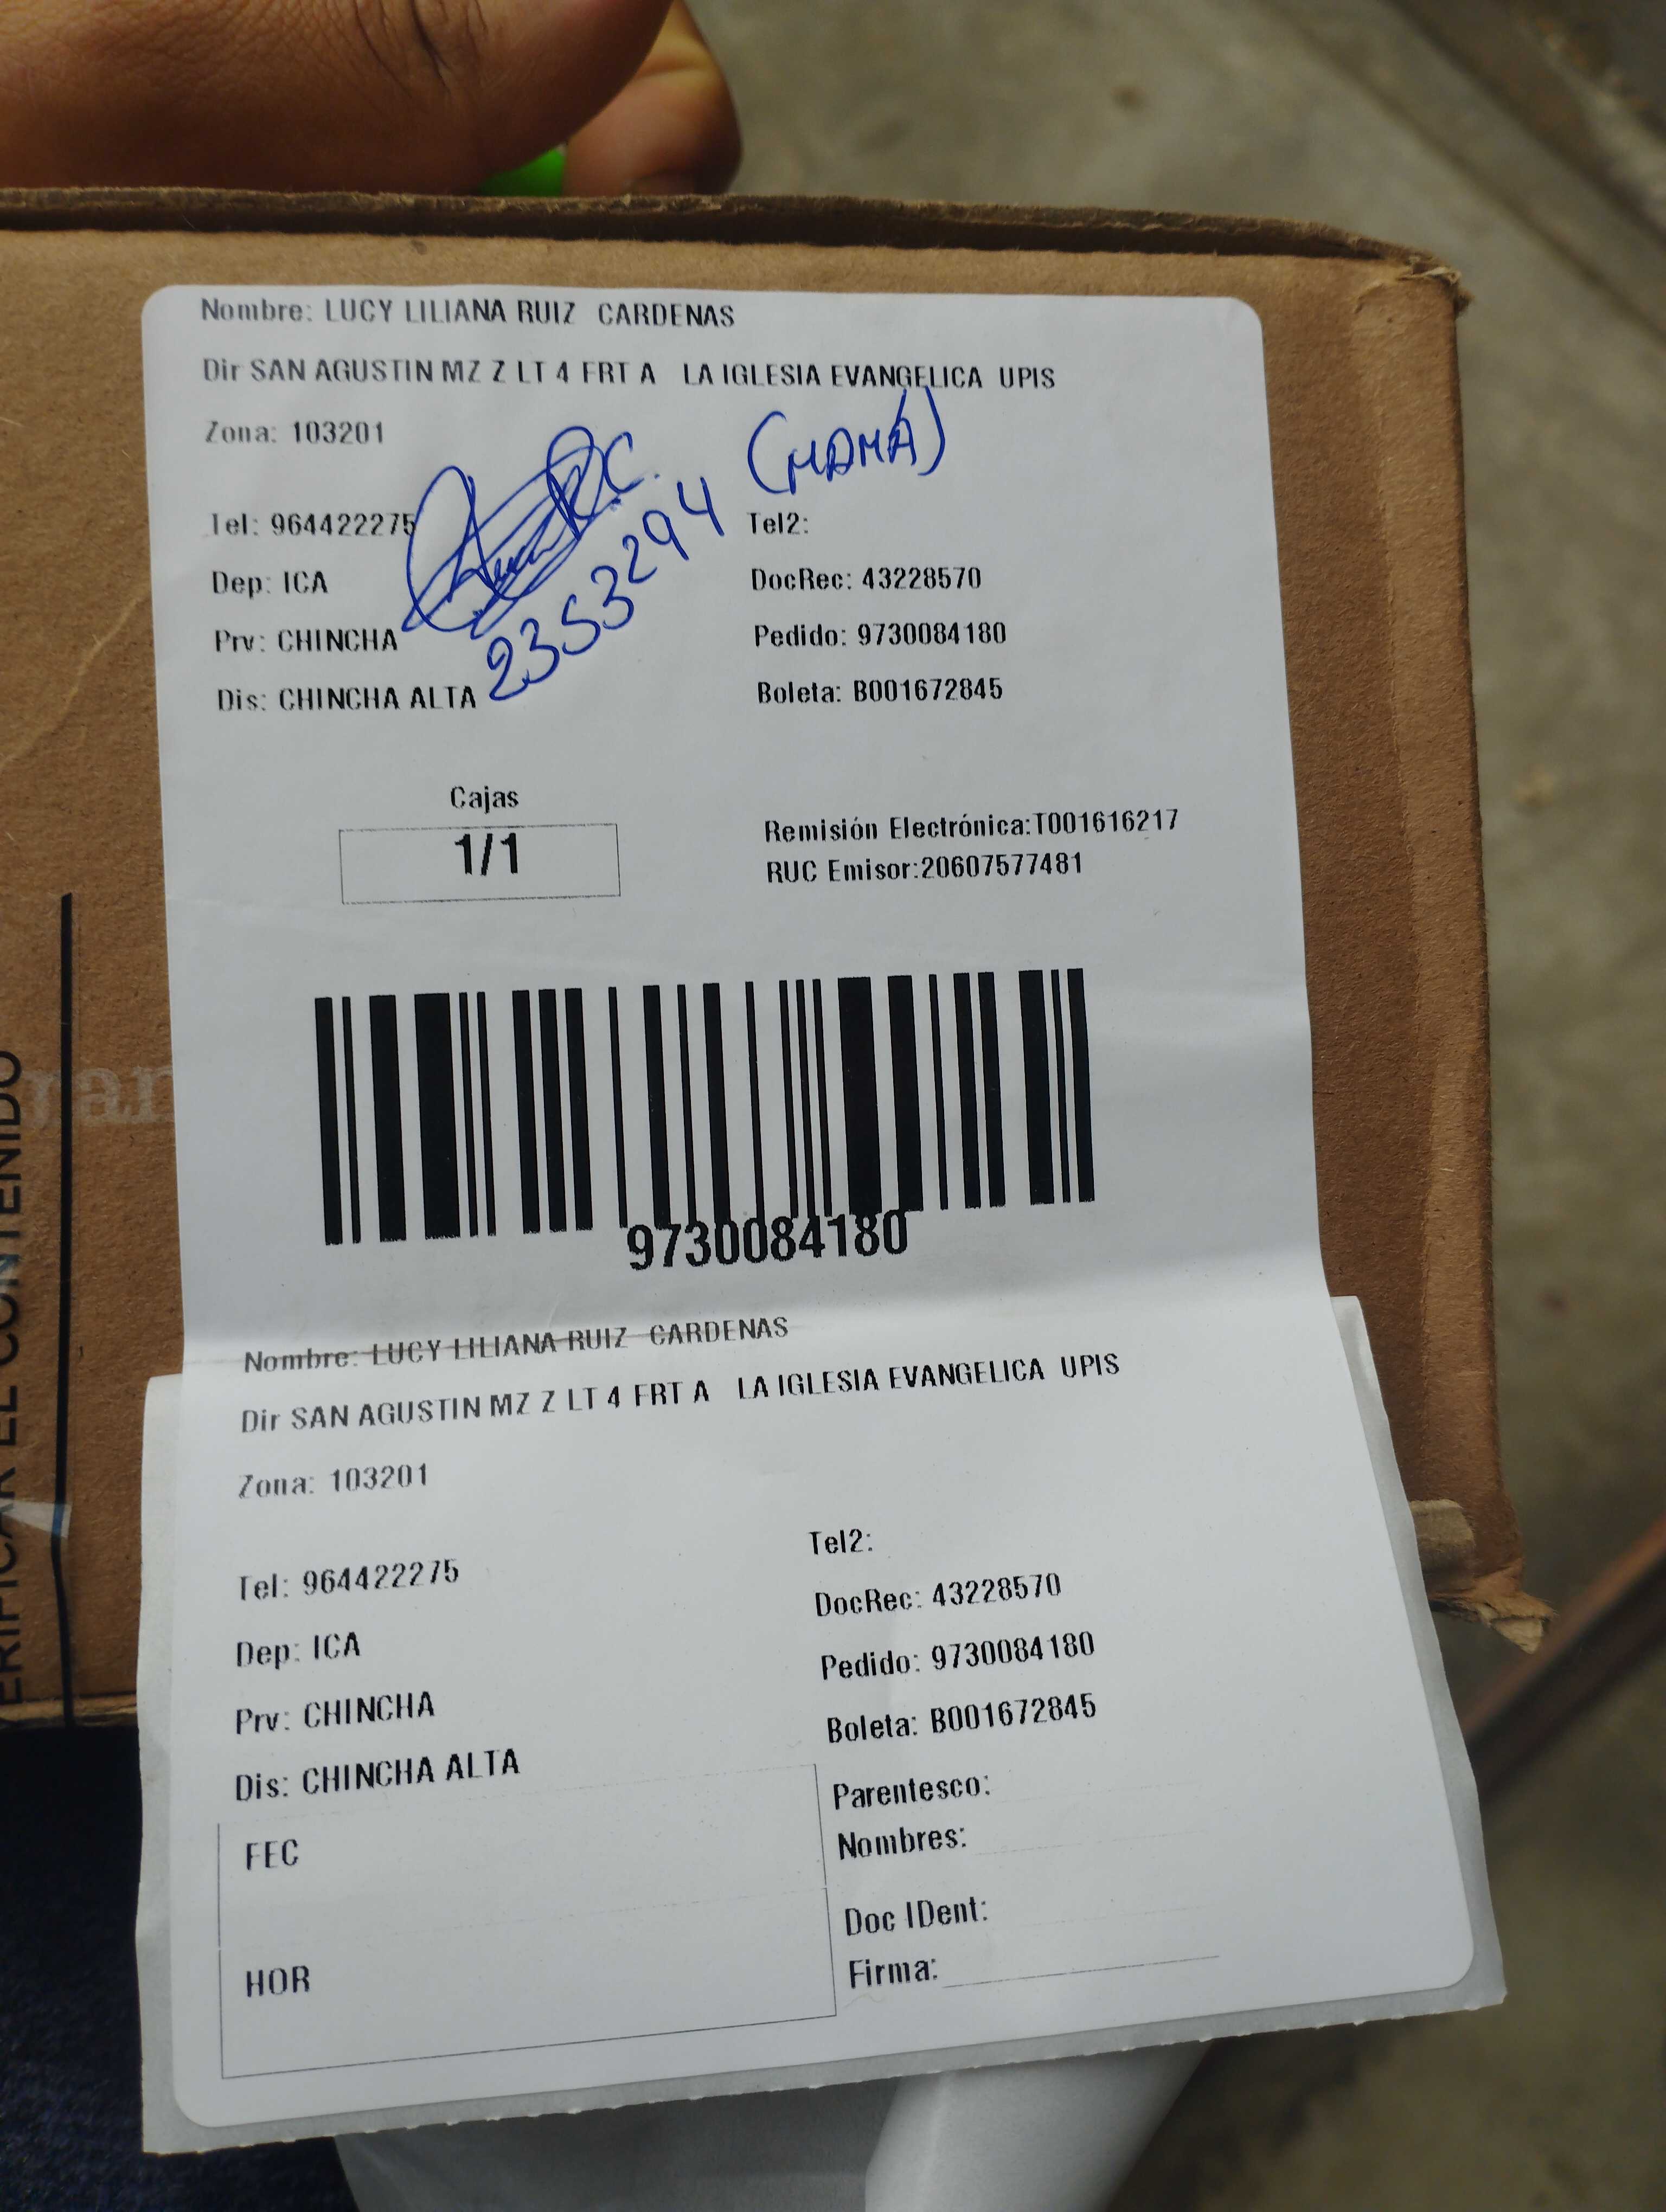 Nombre: LUCY LILIANA RUIZ CARDENAS
Dir SAN AGUSTIN MZ Z LT 4 FRT A LA IGLESIA EVANGELICA UPIS
Zona: 103201
(MAMÁ)
Tel: 964422275
Tel2:
23533294
Dep: ICA
DocRec: 43228570
Prv: CHINCHA
Pedido: 9730084180
Dis: CHINCHA ALTA
Boleta: B001672845
Cajas
1/1
Remisión Electrónica:T001616217
RUC Emisor:20607577481
9730084180
Nombre: LUCY LILIANA RUIZ CARDENAS
Dir SAN AGUSTIN MZ Z LT 4 FRT A LA IGLESIA EVANGELICA UPIS
Zona: 103201
Tel: 964422275
Tel2:
Dep: ICA
DocRec: 43228570
Prv: CHINCHA
Pedido: 9730084180
Dis: CHINCHA ALTA
Boleta: B001672845
FEC
HOR
Parentesco:
Nombres:
Doc IDent:
Firma:
EL CONTENIDO